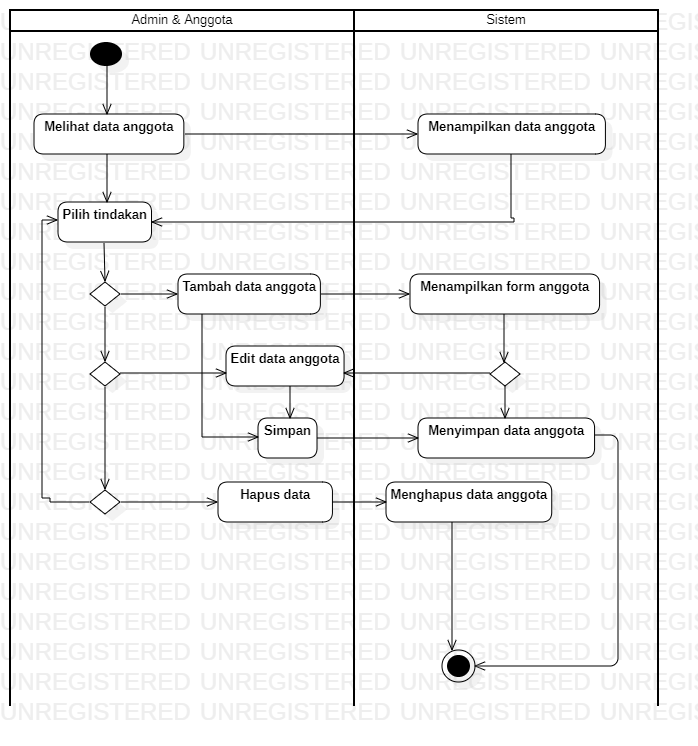 Admin & Anggota
Sistem
Melihat data anggota
Menampilkan data anggota
Pilih tindakan
Tambah data anggota
Menampilkan form anggota
Edit data anggota
Simpan
Menyimpan data anggota
Hapus data
Menghapus data anggota
UNREGISTERED